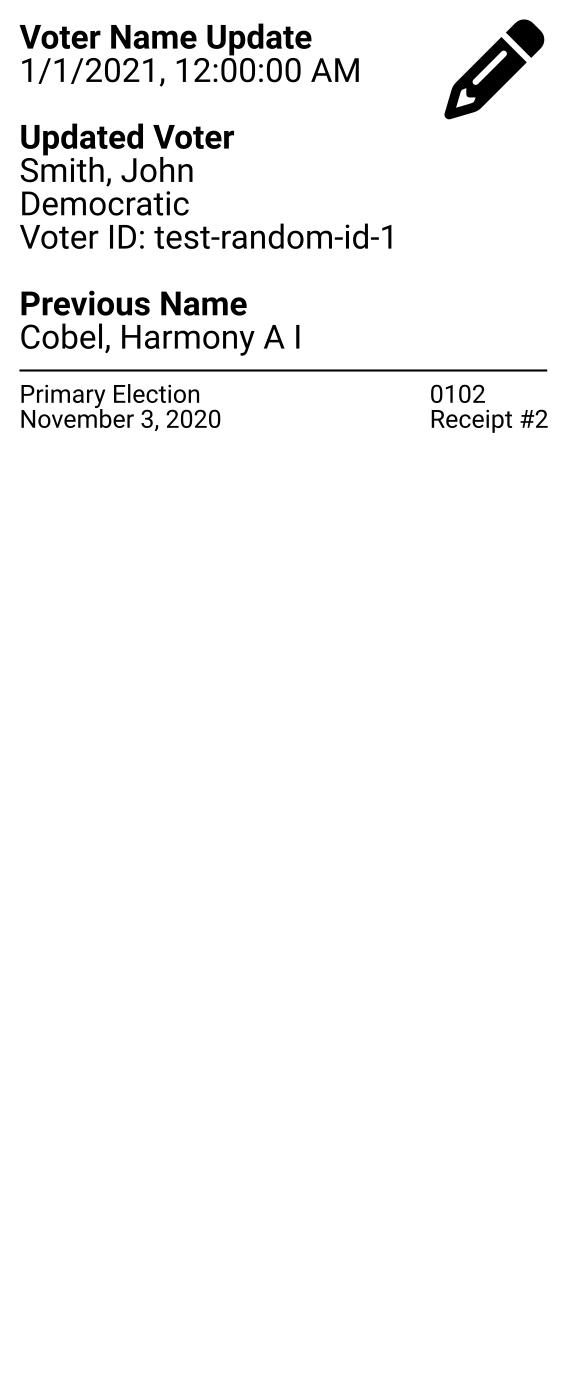 Voter Name Update
1/1/2021, 12:00:00 AM
Updated Voter
Smith, John
Democratic
Voter ID: test-random-id-1
Previous Name
Cobel, Harmony A I
Primary Election
November 3, 2020
0102
Receipt #2